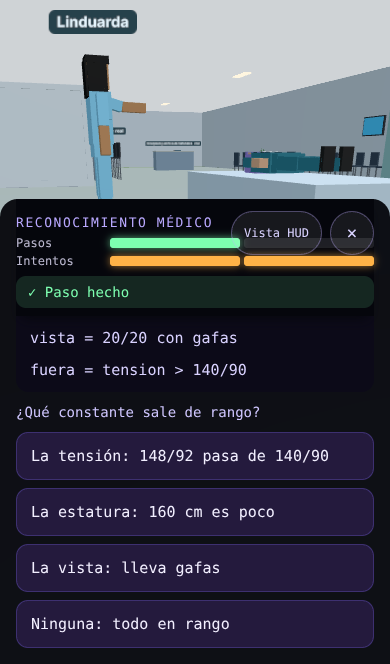 Linduarda
RECONOCIMIENTO MÉDICO
Vista HUD
×
Pasos
Intentos
✓ Paso hecho
vista = 20/20 con gafas
fuera = tension > 140/90
¿Qué constante sale de rango?
La tensión: 148/92 pasa de 140/90
La estatura: 160 cm es poco
La vista: lleva gafas
Ninguna: todo en rango